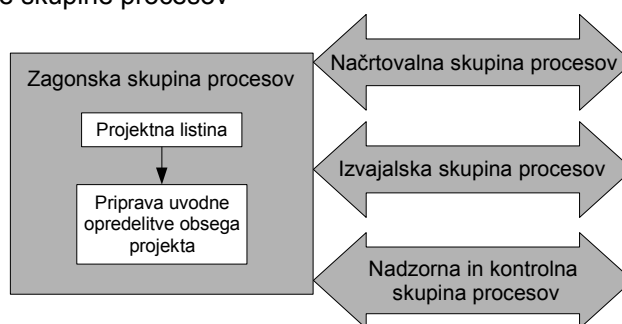 skupine procesov
Zagonska skupina procesov
Projektna listina
Priprava uvodne
opredelitve obsega
projekta
Načrtovalna skupina procesov
Izvajalska skupina procesov
Nadzorna in kontrolna
skupina procesov